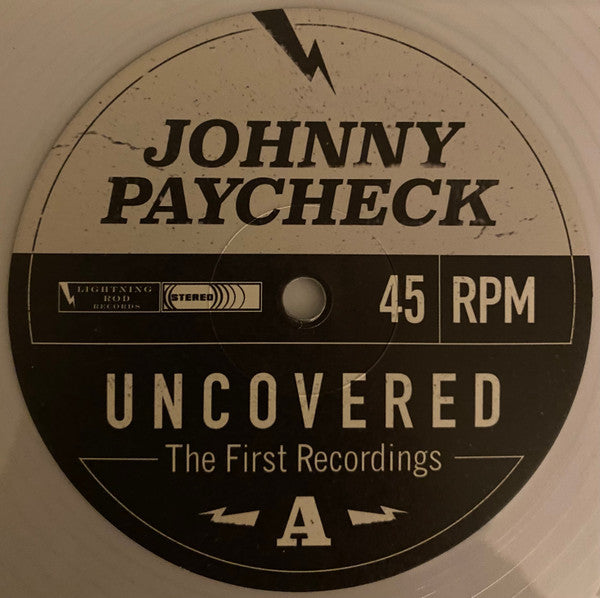 JOHNNY
PAYCHECK
LIGHTNING
ROD
RECORDS
STEREO
45 RPM
UNCOVERED
The First Recordings
A